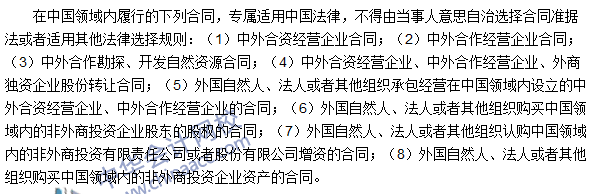 在中国领域内履行的下列合同，专属适用中国法律，不得由当事人意思自治选择合同准据
法或者适用其他法律选择规则：（1）中外合资经营企业合同；（2）中外合作经营企业合同；
（3）中外合作勘探、开发自然资源合同；（4）中外合资经营企业、中外合作经营企业、外商
独资企业股份转让合同；（5）外国自然人、法人或者其他组织承包经营在中国领域内设立的中
外合资经营企业、中外合作经营企业的合同；（6）外国自然人、法人或者其他组织购买中国领
域内的非外商投资企业股东的股权的合同；（7）外国自然人、法人或者其他组织认购中国领域
内的非外商投资有限责任公司或者股份有限公司增资的合同；（8）外国自然人、法人或者其他
组织购买中国领域内的非外商投资企业资产的合同。
中华会计网校